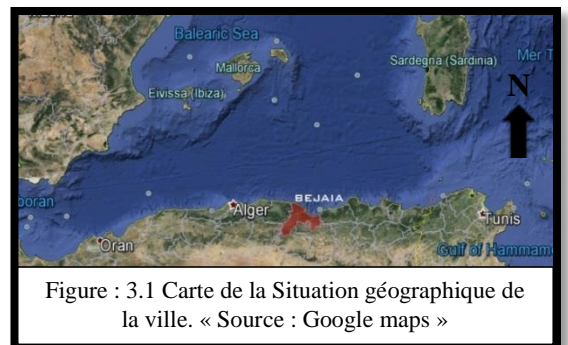 Balearic Sea
Mallorca
Eivissa (Ibiza)
Sardegna (Sardinia)
Mer T
N
BEJAIA
Alger
Tunis
boran
Oran
Gulf of Hammam
Figure : 3.1 Carte de la Situation géographique de
la ville. « Source : Google maps »